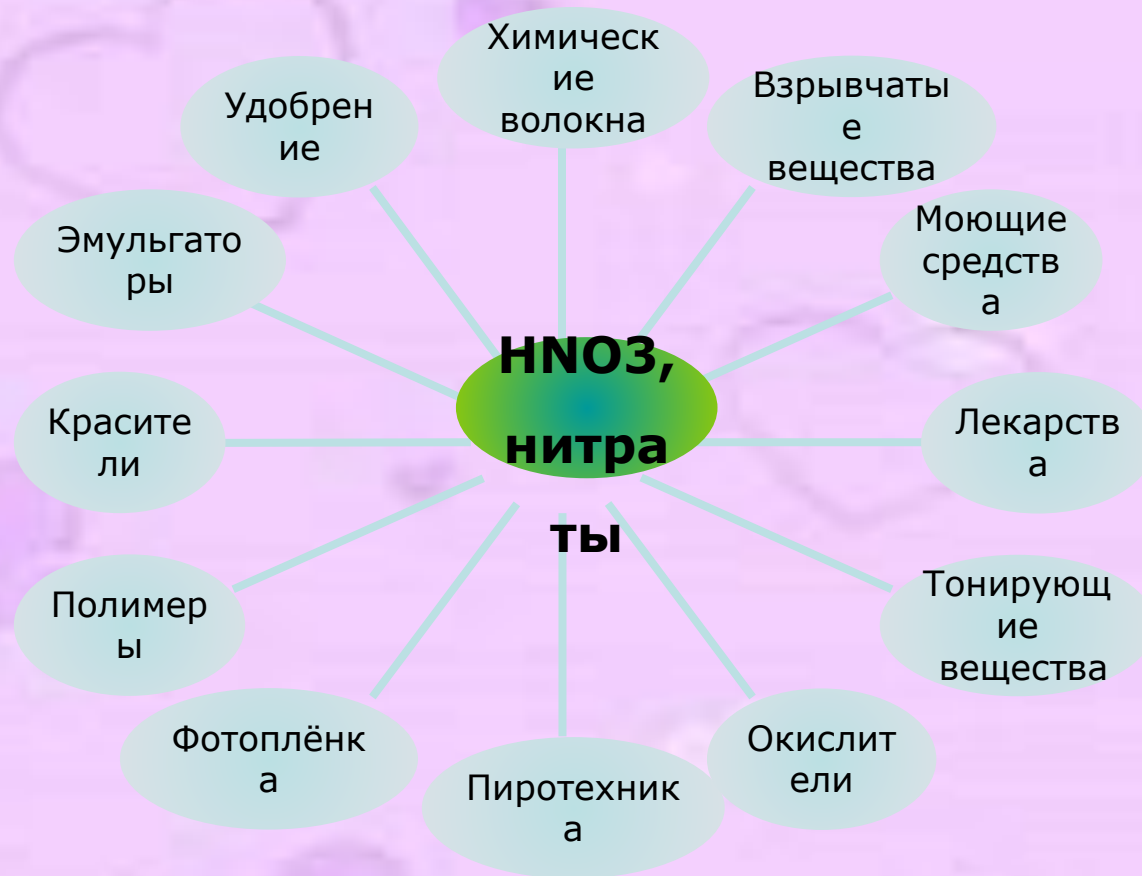 Химическ
ие
волокна
Взрывчаты
е
вещества
Моющие
средств
а
Лекарств
а
Тонирующ
ие
вещества
Окислит
ели
Пиротехник
а
Фотоплёнк
а
Полимер
ы
Красите
ли
Эмульгато
ры
Удобрен
ие
HNO3,
нитра
ты